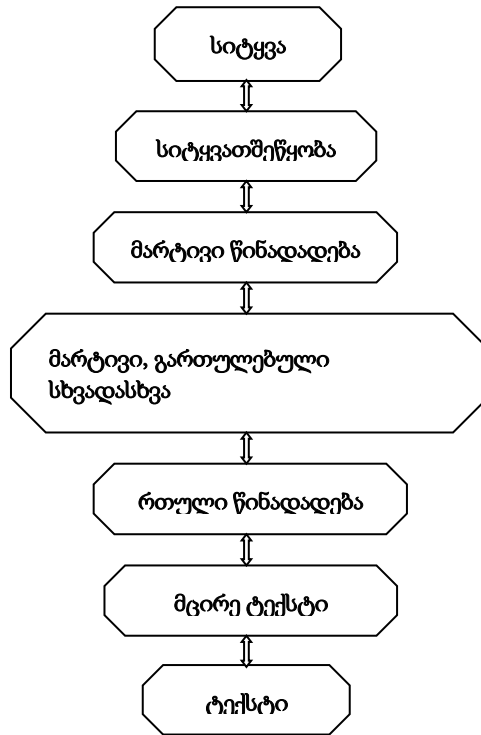 სიტყვა
სიტყვათშეწყობა
მარტივი წინადადება
მარტივი, გართულებული
სხვადასხვა
რთული წინადადება
მცირე ტექსტი
ტექსტი